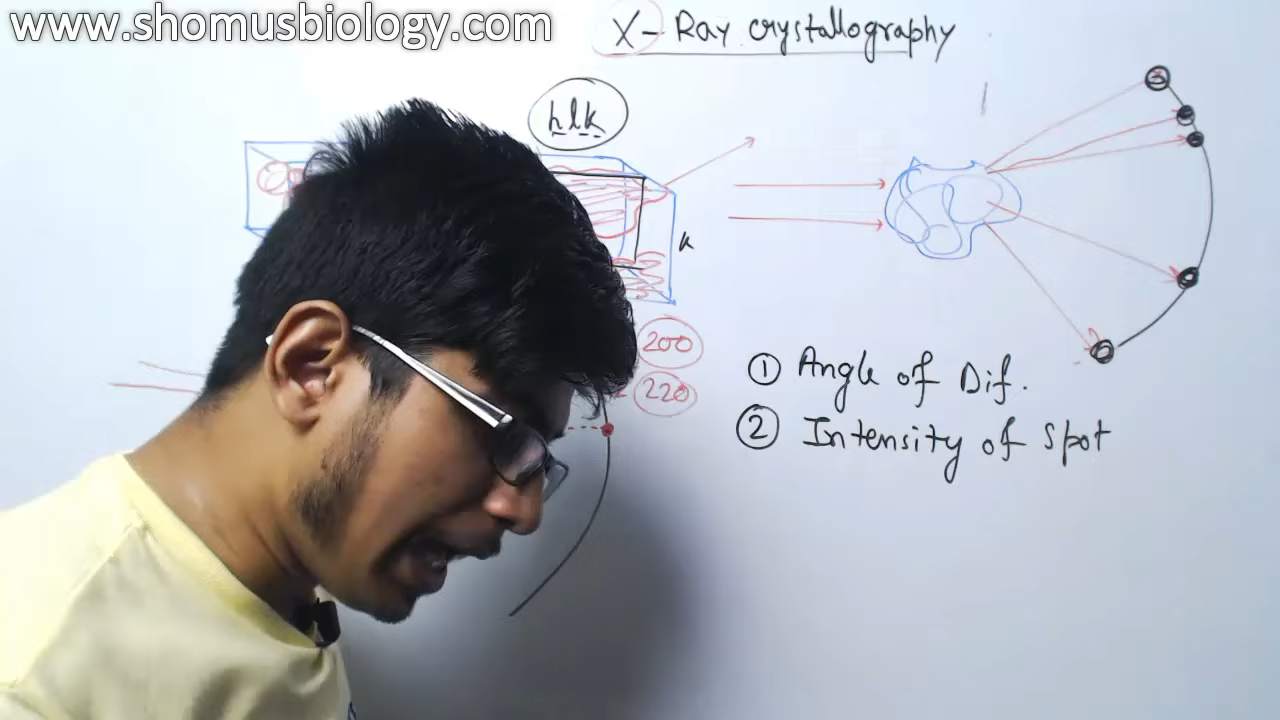 www.shomusbiology.com
X-Ray crystallography
hlk
k
200
220
① Angle of Dif.
② Intensity of Spot